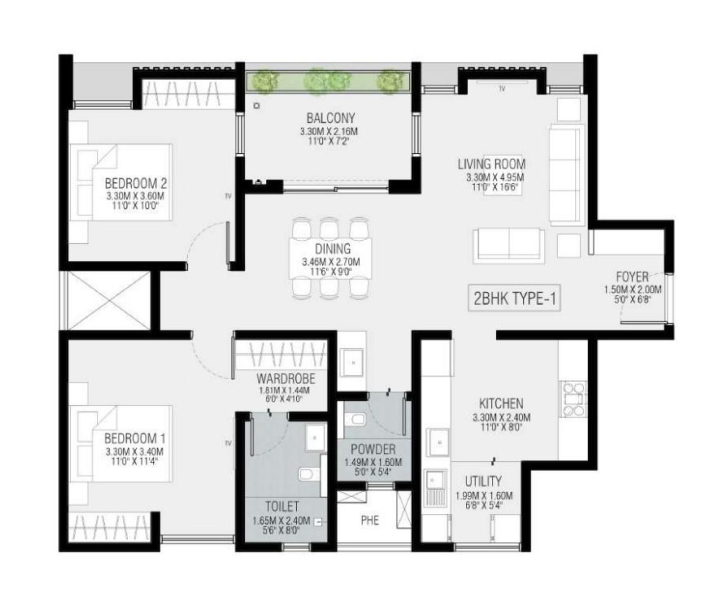 TV
BALCONY
3.30M X 2.16M
11'0" X 7'2"
LIVING ROOM
3.30M X 4.95M
11'0" X 16'6"
BEDROOM 2
3.30M X 3.60M
11'0" X 10'0"
TV
DINING
3.46M X 2.70M
11'6" X 9'0"
FOYER
1.50M X 2.00M
5'0" X 6'8"
2BHK TYPE-1
WARDROBE
1.81M X 1.44M
6'0" X 4'10"
KITCHEN
3.30M X 2.40M
11'0" X 8'0"
BEDROOM 1
3.30M X 3.40M
11'0" X 11'4"
TV
POWDER
1.49M X 1.60M
5'0" X 5'4"
UTILITY
1.99M X 1.60M
6'8" X 5'4"
TOILET
1.65M X 2.40M
5'6" X 8'0"
PHE